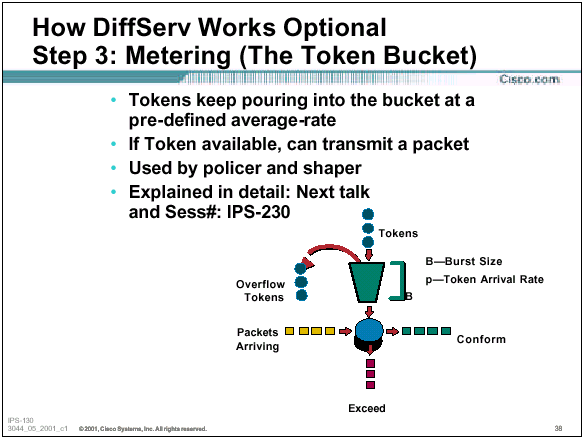 How DiffServ Works Optional
Step 3: Metering (The Token Bucket)
Cisco.com
• Tokens keep pouring into the bucket at a
pre-defined average-rate
• If Token available, can transmit a packet
• Used by policer and shaper
• Explained in detail: Next talk
and Sess#: IPS-230
Tokens
B—Burst Size
p—Token Arrival Rate
Overflow
Tokens
B
Packets
Arriving
Conform
Exceed
IPS-130
3044_05_2001_c1 © 2001, Cisco Systems, Inc. All rights reserved. 38